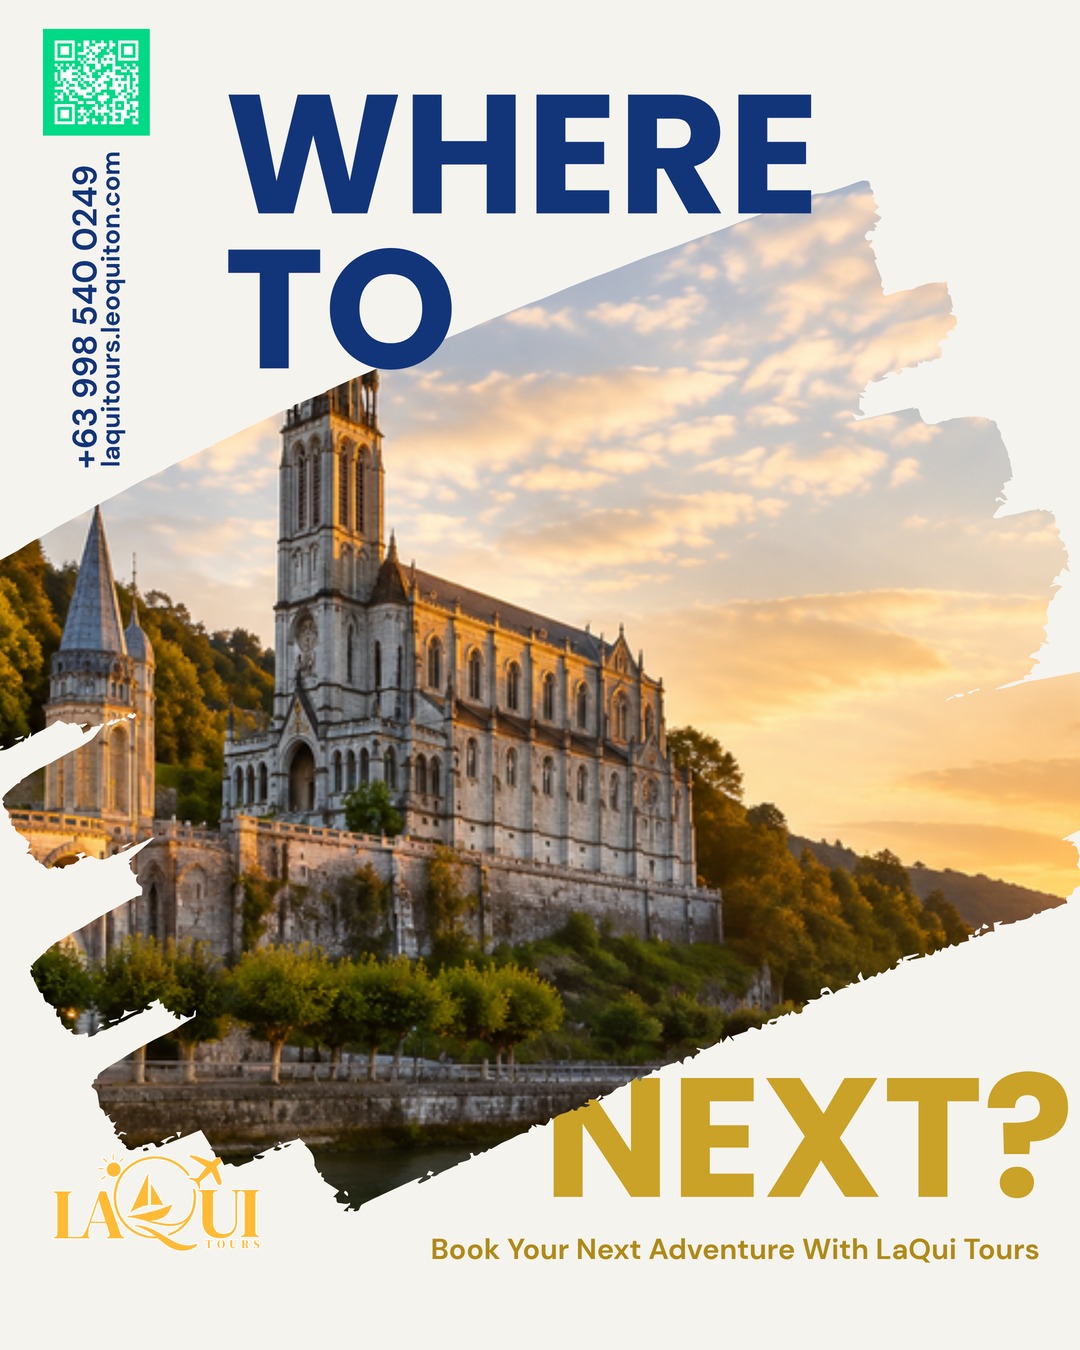 WHERE
TO
+63 998 540 0249
laquitours.leoquiton.com
NEXT?
LAQUI
TOURS
Book Your Next Adventure With LaQui Tours